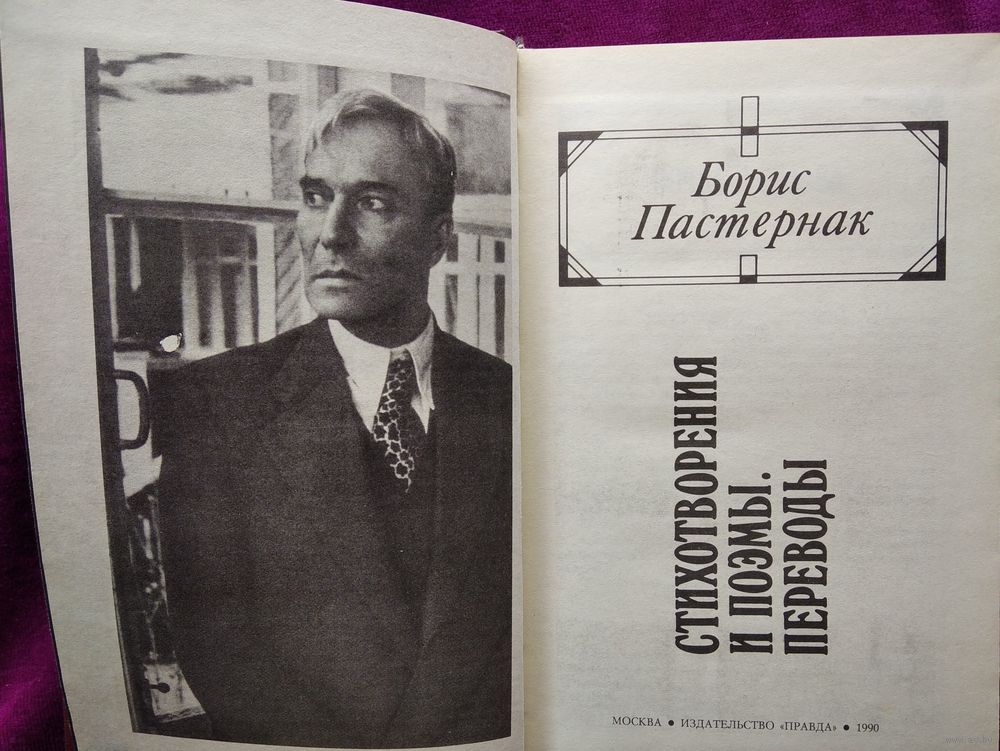 Борис
Пастернак
СТИХОТВОРЕНИЯ
И ПОЭМЫ.
ПЕРЕВОДЫ
МОСКВА ● ИЗДАТЕЛЬСТВО «ПРАВДА» ● 1990